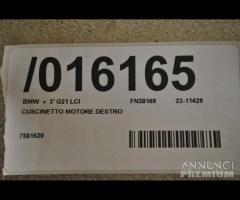 /016165
BMW » 3' G21 LCI FN38169 23-11429
CUSCINETTO MOTORE DESTRO
7581620
ANNUNCI
PREMIUM